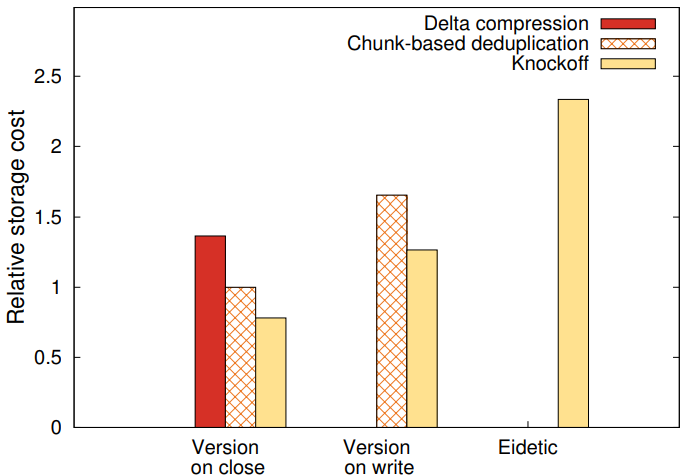 Delta compression
Chunk-based deduplication
Knockoff
Relative storage cost
2.5
2
1.5
1
0.5
0
Version on close
Version on write
Eidetic